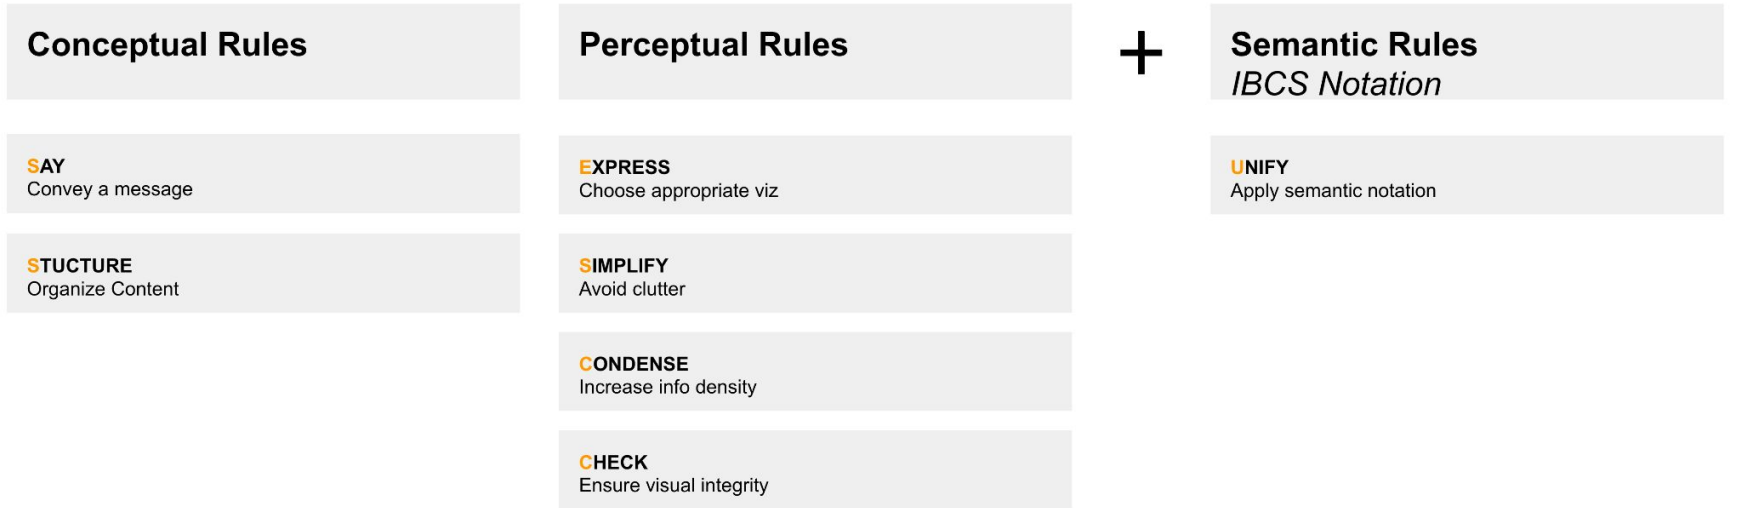 Conceptual Rules
SAY
Convey a message
STUCTURE
Organize Content
Perceptual Rules
EXPRESS
Choose appropriate viz
SIMPLIFY
Avoid clutter
CONDENSE
Increase info density
CHECK
Ensure visual integrity
+
Semantic Rules
IBCS Notation
UNIFY
Apply semantic notation